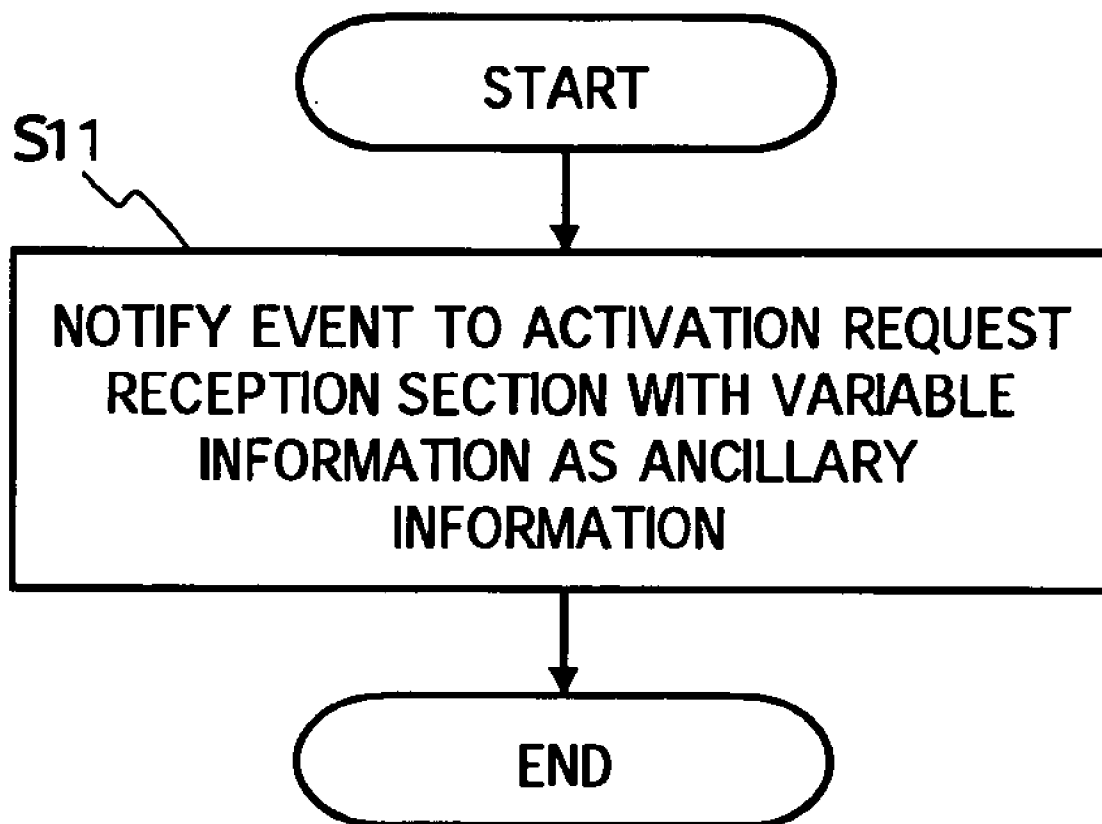 START
S11
NOTIFY EVENT TO ACTIVATION REQUEST
RECEPTION SECTION WITH VARIABLE
INFORMATION AS ANCILLARY
INFORMATION
END